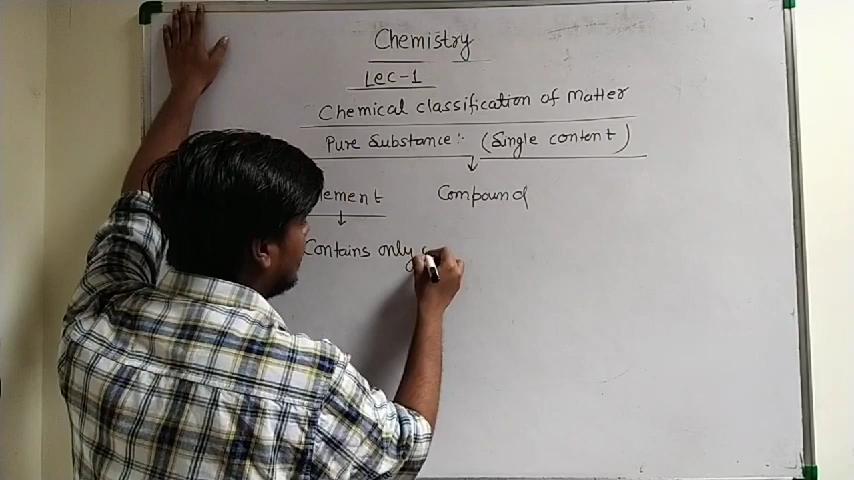 Chemistry
Lec-1
Chemical classification of Matter
Pure Substance:- (Single content)
lement Compound
Contains only